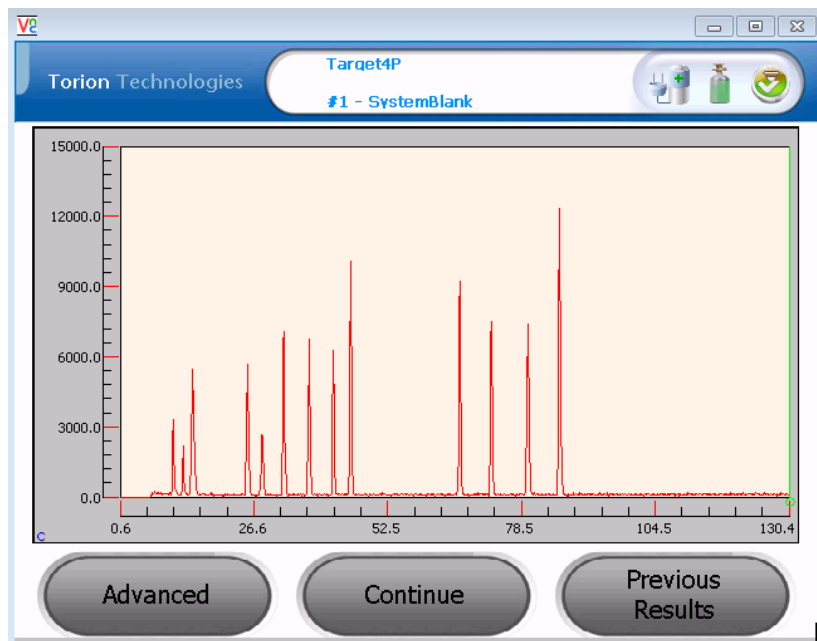 Torion Technologies
Target4P
#1 - SystemBlank
15000.0
12000.0
9000.0
6000.0
3000.0
0.0
0.6 26.6 52.5 78.5 104.5 130.4
C
Advanced
Continue
Previous
Results